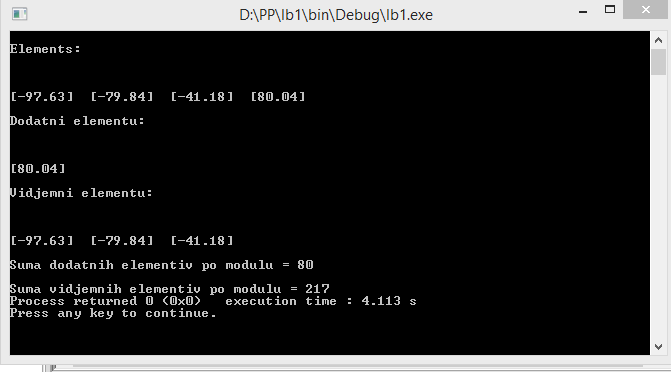 D:\PP\lb1\bin\Debug\lb1.exe
Elements:
[-97.63] [-79.84] [-41.18] [80.04]
Dodatni elementu:
[80.04]
Vidjemni elementu:
[-97.63] [-79.84] [-41.18]
Suma dodatnih elementiv po modulu = 80
Suma vidjemnih elementiv po modulu = 217
Process returned 0 (0x0) execution time : 4.113 s
Press any key to continue.